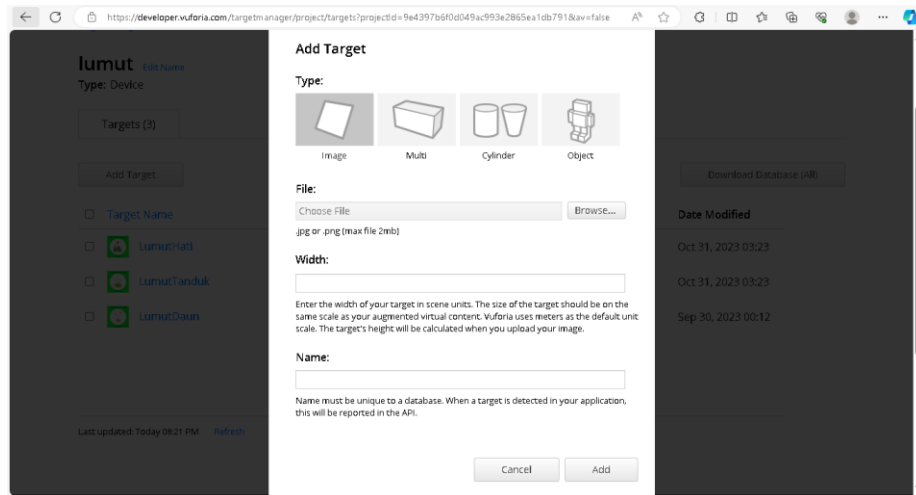 https://developer.vuforia.com/targetmanager/project/targets?projectId=9e4397b6f0d049ac993e2865ea1db791&av=false
lumut Edit Name
Type: Device
Targets (3)
Add Target
Download Database (All)
Target Name
Date Modified
LumutHati
Oct 31, 2023 03:23
LumutTanduk
Oct 31, 2023 03:23
LumutDaun
Sep 30, 2023 00:12
Last updated: Today 06:21 PM Refresh
Add Target
Type:
Image Multi Cylinder Object
File:
Choose File Browse...
.jpg or .png (max file 2mb)
Width:
Enter the width of your target in scene units. The size of the target should be on the
same scale as your augmented virtual content. Vuforia uses meters as the default unit
scale. The target's height will be calculated when you upload your image.
Name:
Name must be unique to a database. When a target is detected in your application,
this will be reported in the API.
Cancel Add